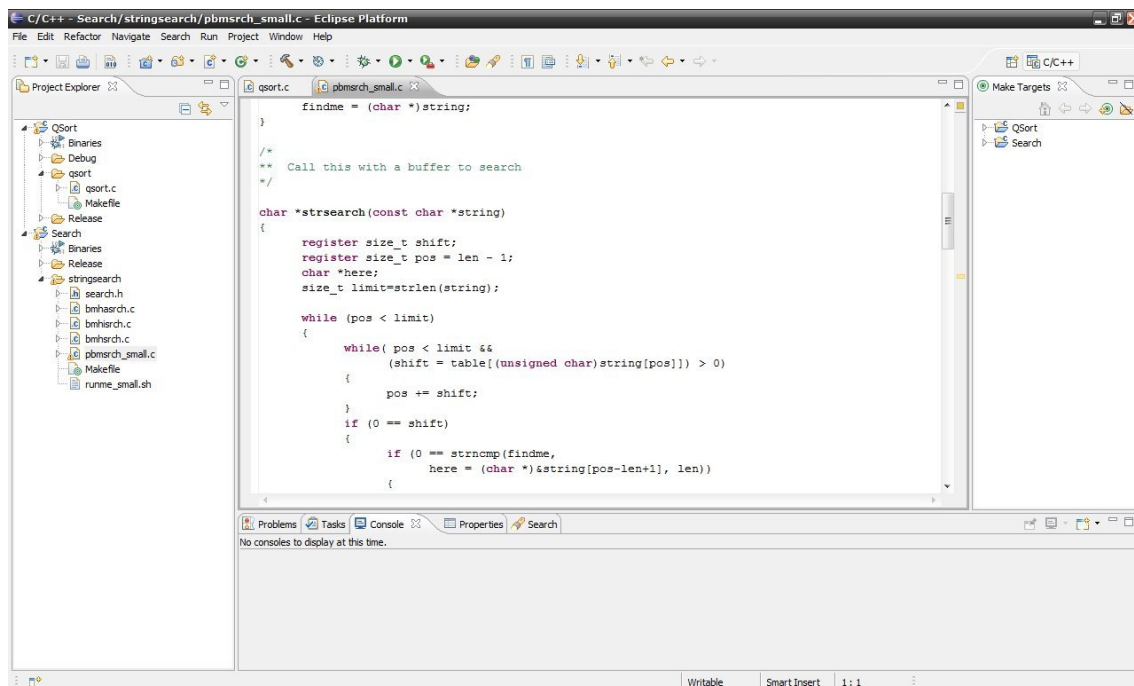 C/C++ - Search/stringsearch/pbmsrch_small.c - Eclipse Platform
File Edit Refactor Navigate Search Run Project Window Help
C/C++
Project Explorer
QSort
Binaries
Debug
qsort
qsort.c
Makefile
Release
Search
Binaries
Release
stringsearch
search.h
bmhasrch.c
bmhisrch.c
bmhsrch.c
pbmsrch_small.c
Makefile
runme_small.sh
qsort.c pbmsrch_small.c
findme = (char *)string;
}
/*
** Call this with a buffer to search
*/
char *strsearch(const char *string)
{
register size_t shift;
register size_t pos = len - 1;
char *here;
size_t limit=strlen(string);
while (pos < limit)
{
while( pos < limit &&
(shift = table[(unsigned char)string[pos]]) > 0)
{
pos += shift;
}
if (0 == shift)
{
if (0 == strncmp(findme,
here = (char *)&string[pos-len+1], len))
{
Make Targets
QSort
Search
Problems Tasks Console Properties Search
No consoles to display at this time.
Writable Smart Insert 1 : 1